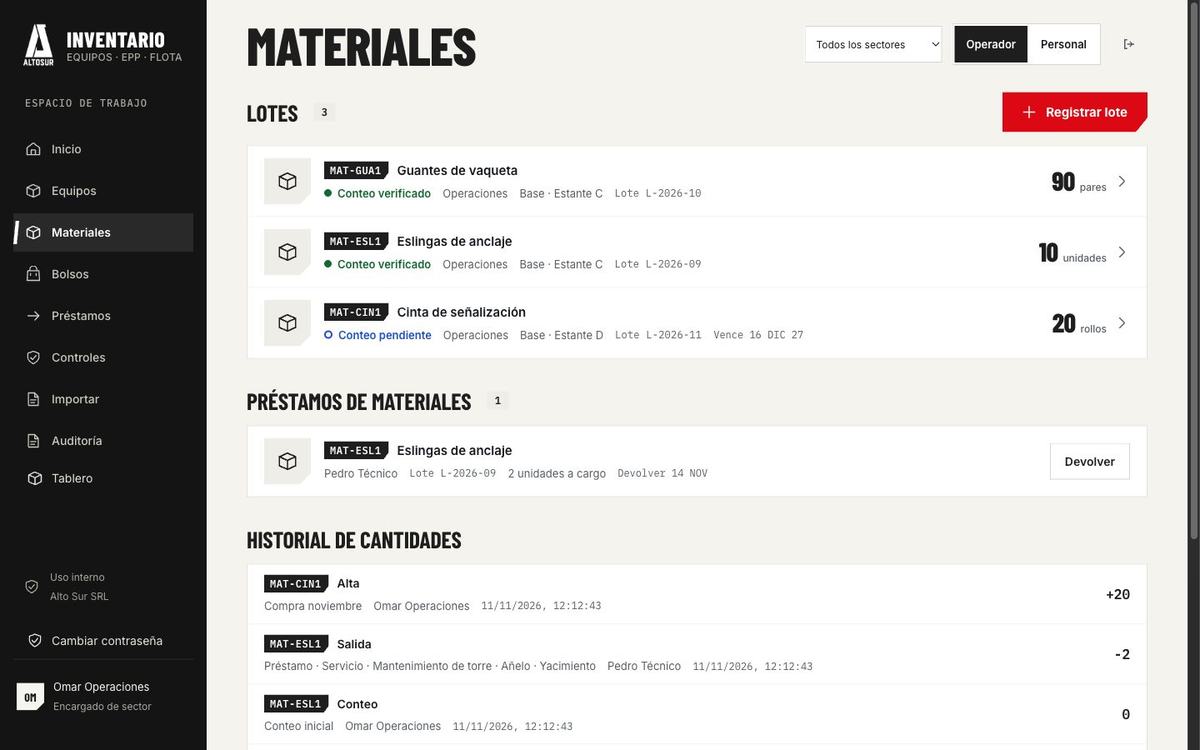 ALTOSUR
INVENTARIO
EQUIPOS · EPP · FLOTA
ESPACIO DE TRABAJO
Inicio
Equipos
Materiales
Bolsos
Préstamos
Controles
Importar
Auditoría
Tablero
Uso interno
Alto Sur SRL
Cambiar contraseña
OM
Omar Operaciones
Encargado de sector
MATERIALES
Todos los sectores
Operador
Personal
LOTES 3
Registrar lote
MAT-GUA1 Guantes de vaqueta
Conteo verificado Operaciones Base · Estante C Lote L-2026-10
90 pares
MAT-ESL1 Eslingas de anclaje
Conteo verificado Operaciones Base · Estante C Lote L-2026-09
10 unidades
MAT-CIN1 Cinta de señalización
Conteo pendiente Operaciones Base · Estante D Lote L-2026-11 Vence 16 DIC 27
20 rollos
PRÉSTAMOS DE MATERIALES 1
MAT-ESL1 Eslingas de anclaje
Pedro Técnico Lote L-2026-09 2 unidades a cargo Devolver 14 NOV
Devolver
HISTORIAL DE CANTIDADES
MAT-CIN1 Alta
Compra noviembre Omar Operaciones 11/11/2026, 12:12:43
+20
MAT-ESL1 Salida
Préstamo · Servicio · Mantenimiento de torre · Añelo · Yacimiento Pedro Técnico 11/11/2026, 12:12:43
-2
MAT-ESL1 Conteo
Conteo inicial Omar Operaciones 11/11/2026, 12:12:43
0